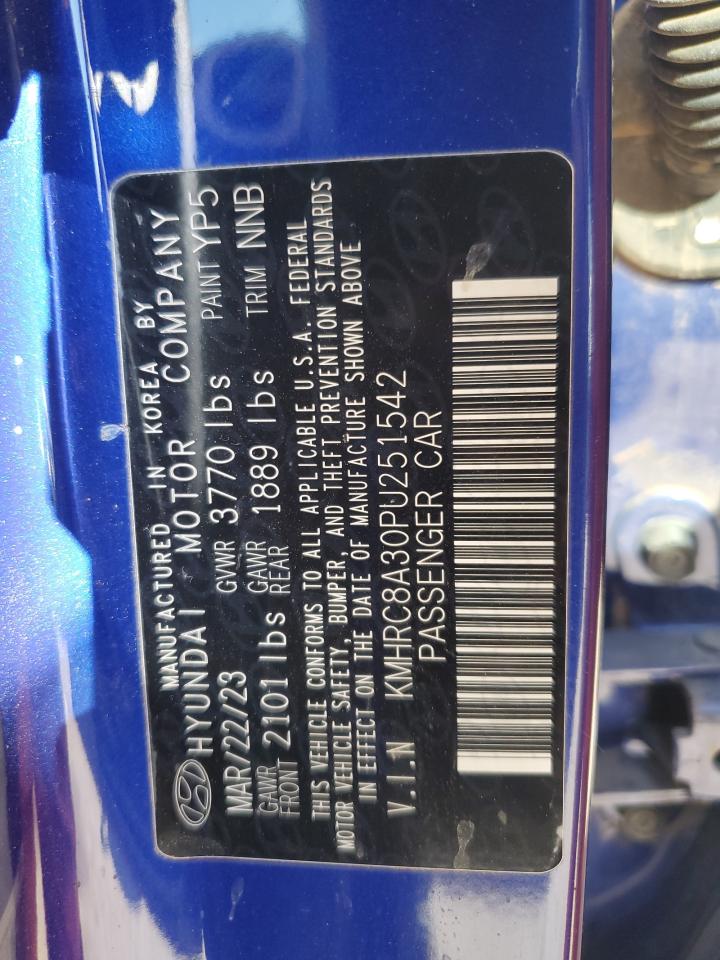 MANUFACTURED IN KOREA BY
HYUNDAI MOTOR COMPANY
MAR/22/23 GVWR 3770 lbs PAINT YP5
GAWR FRONT 2101 lbs GAWR REAR 1889 lbs TRIM NNB
THIS VEHICLE CONFORMS TO ALL APPLICABLE U.S.A. FEDERAL
MOTOR VEHICLE SAFETY, BUMPER, AND THEFT PREVENTION STANDARDS
IN EFFECT ON THE DATE OF MANUFACTURE SHOWN ABOVE
V.I.N KMHRC8A30PU251542
PASSENGER CAR